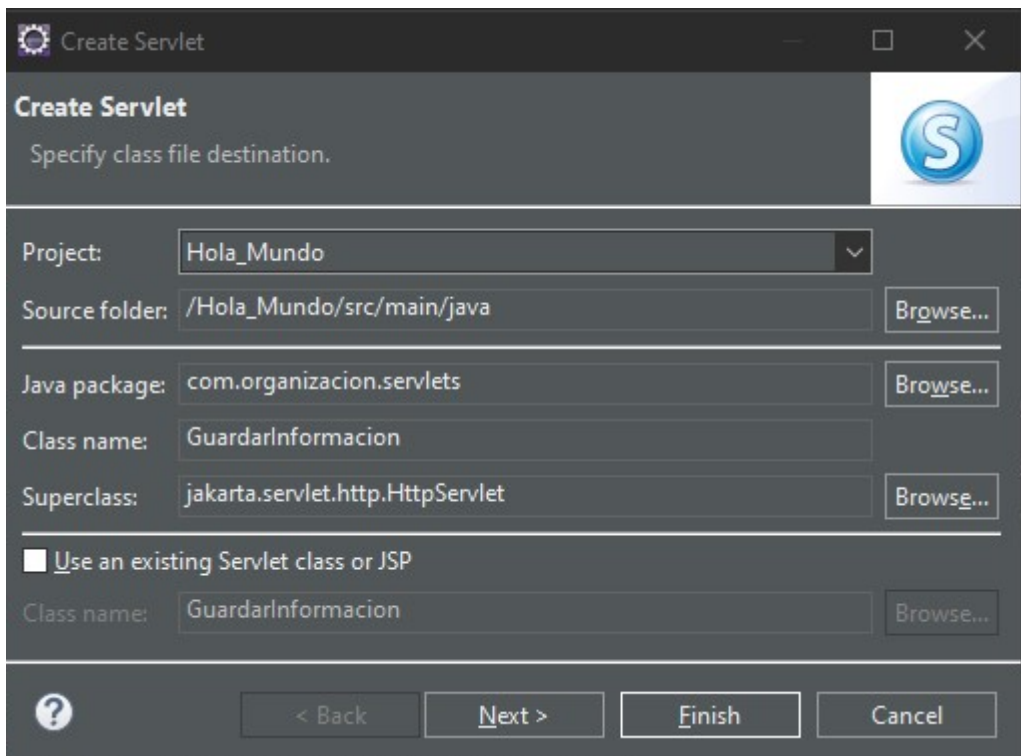 Create Servlet
Create Servlet
Specify class file destination.
Project: Hola_Mundo
Source folder: /Hola_Mundo/src/main/java Browse...
Java package: com.organizacion.servlets Browse...
Class name: GuardarInformacion
Superclass: jakarta.servlet.http.HttpServlet Browse...
Use an existing Servlet class or JSP
Class name: GuardarInformacion Browse...
< Back Next > Finish Cancel